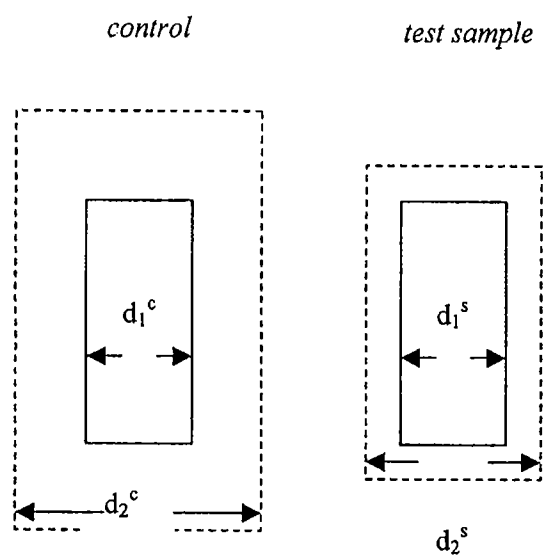 control test sample
d₁ᶜ d₁ˢ
d₂ᶜ
d₂ˢ